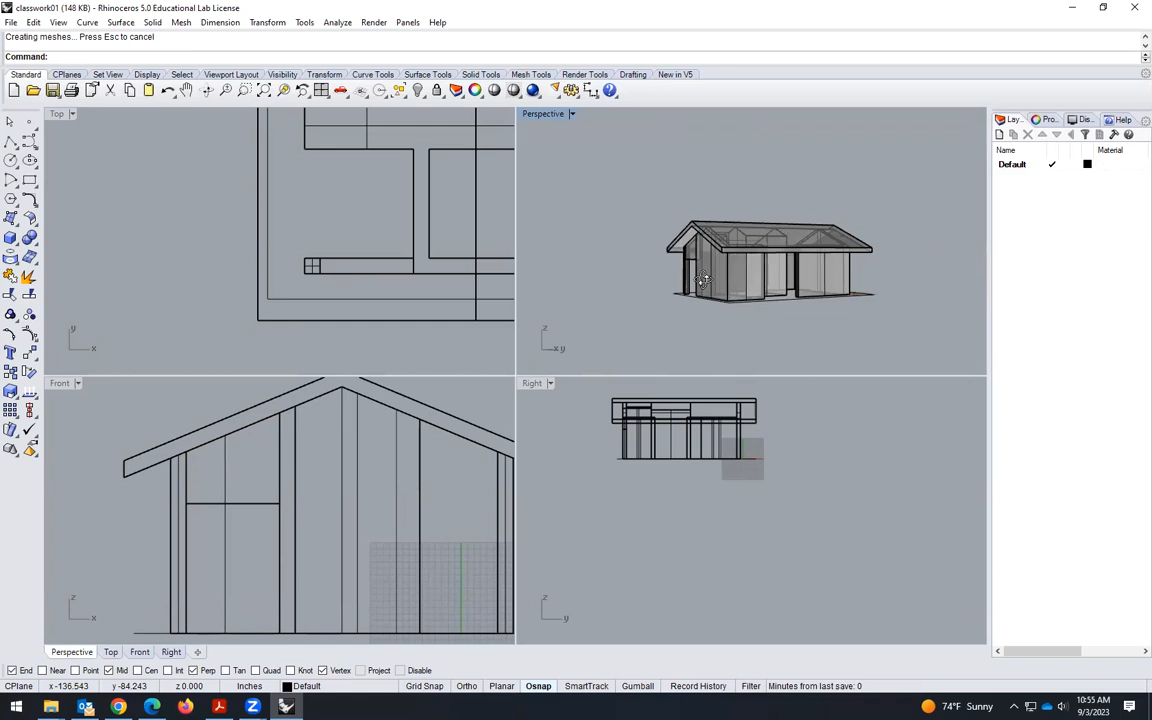 classwork01 (148 KB) - Rhinoceros 5.0 Educational Lab License
File Edit View Curve Surface Solid Mesh Dimension Transform Tools Analyze Render Panels Help
Creating meshes... Press Esc to cancel
Command:
Standard CPlanes Set View Display Select Viewport Layout Visibility Transform Curve Tools Surface Tools Solid Tools Mesh Tools Render Tools Drafting New in V5
Top
Perspective
Lay... Pro... Dis... Help
Name Material
Default
y
x
z
x y
Front
Right
z
x
z
y
Perspective Top Front Right
End Near Point Mid Cen Int Perp Tan Quad Knot Vertex Project Disable
CPlane x -136.543 y -84.243 z 0.000 Inches Default Grid Snap Ortho Planar Osnap SmartTrack Gumball Record History Filter Minutes from last save: 0
74°F Sunny
10:55 AM
9/3/2023